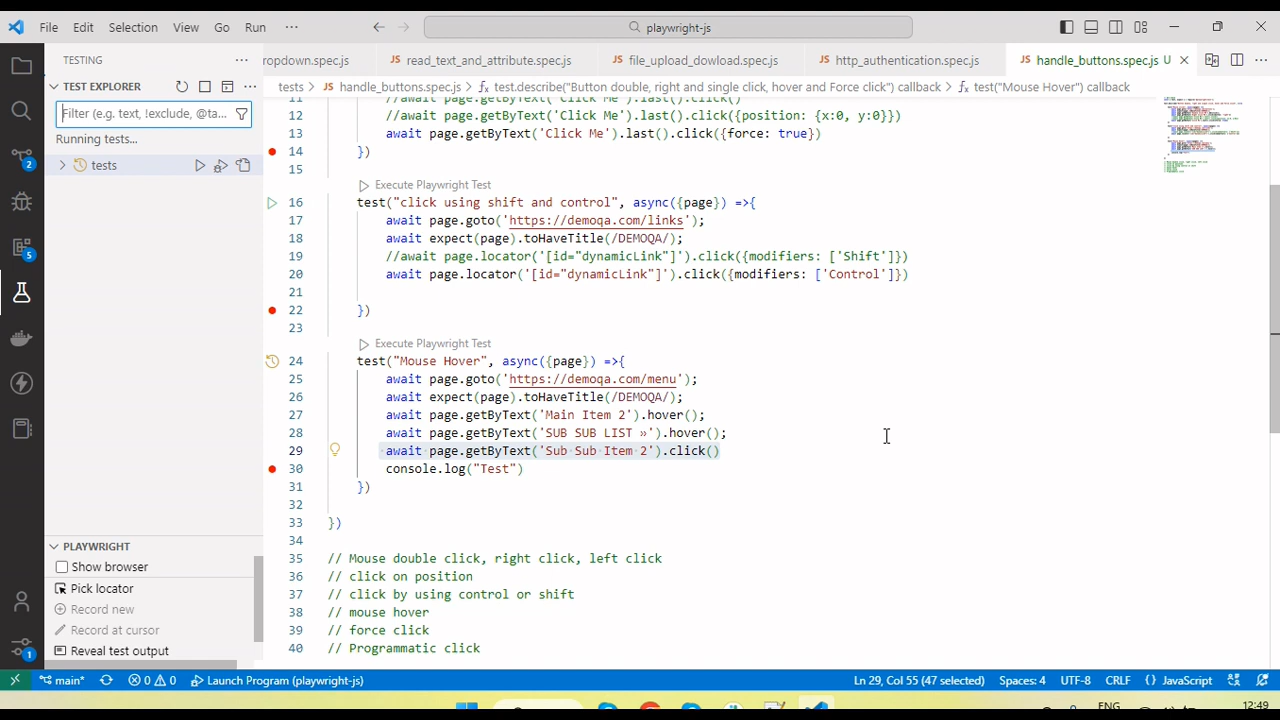 File Edit Selection View Go Run ··· playwright-js
TESTING
TEST EXPLORER
Filter (e.g. text, !exclude, @ta...
Running tests...
tests
ropdown.spec.js read_text_and_attribute.spec.js file_upload_dowload.spec.js http_authentication.spec.js handle_buttons.spec.js U
tests > handle_buttons.spec.js > test.describe("Button double, right and single click, hover and Force click") callback > test("Mouse Hover") callback
11 //await page.getByText('Click Me').last().click()
12 //await page.getByText('Click Me').last().click({position: {x:0, y:0}})
13 await page.getByText('Click Me').last().click({force: true})
14 })
15
Execute Playwright Test
16 test("click using shift and control", async({page}) =>{
17 await page.goto('https://demoqa.com/links');
18 await expect(page).toHaveTitle(/DEMOQA/);
19 //await page.locator('[id="dynamicLink"]').click({modifiers: ['Shift']})
20 await page.locator('[id="dynamicLink"]').click({modifiers: ['Control']})
21
22 })
23
Execute Playwright Test
24 test("Mouse Hover", async({page}) =>{
25 await page.goto('https://demoqa.com/menu');
26 await expect(page).toHaveTitle(/DEMOQA/);
27 await page.getByText('Main Item 2').hover();
28 await page.getByText('SUB SUB LIST »').hover();
29 await page.getByText('Sub Sub Item 2').click()
30 console.log("Test")
31 })
32
33 })
34
35 // Mouse double click, right click, left click
36 // click on position
37 // click by using control or shift
38 // mouse hover
39 // force click
40 // Programmatic click
2
5
1
PLAYWRIGHT
Show browser
Pick locator
Record new
Record at cursor
Reveal test output
main* 0 0 Launch Program (playwright-js) Ln 29, Col 55 (47 selected) Spaces: 4 UTF-8 CRLF {} JavaScript
ENG 12:49